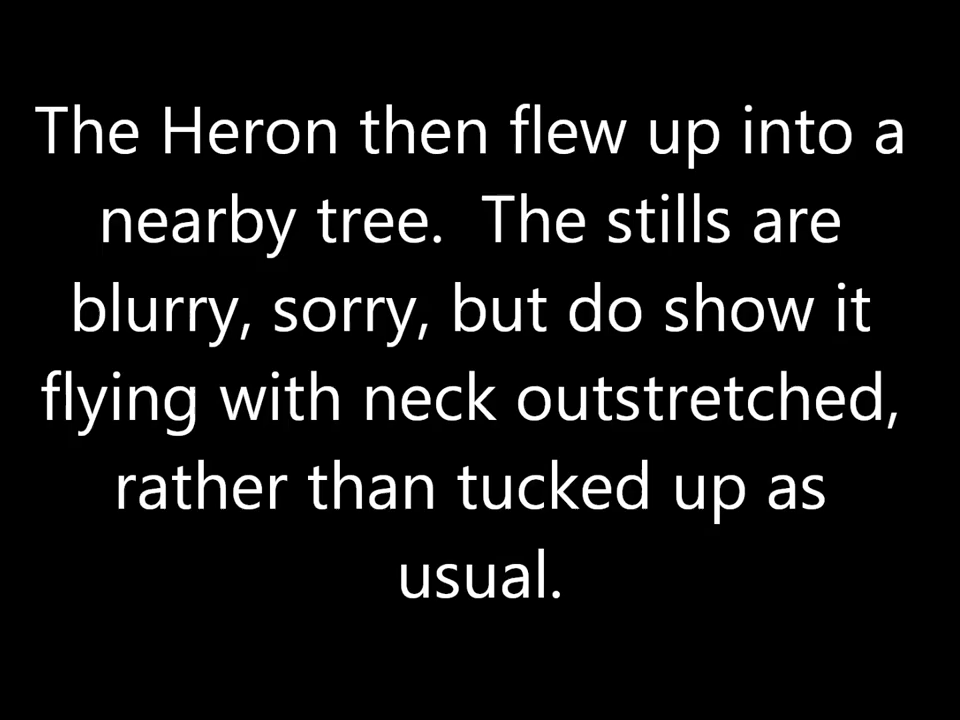 The Heron then flew up into a
nearby tree.  The stills are
blurry, sorry, but do show it
flying with neck outstretched,
rather than tucked up as
usual.